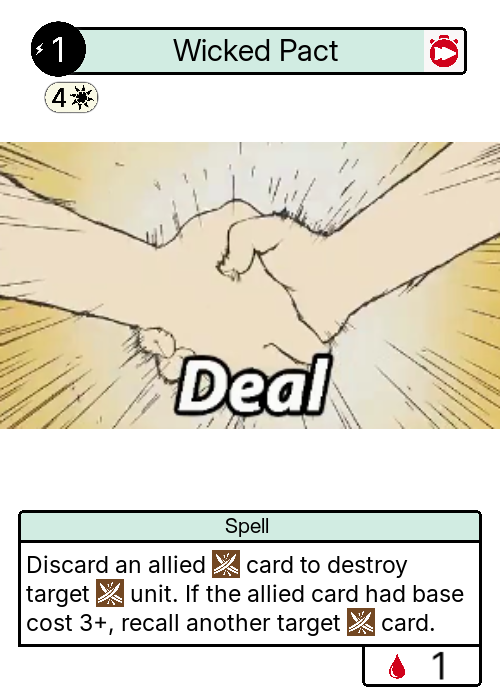 1
Wicked Pact
4
Deal
Spell
Discard an allied card to destroy
target unit. If the allied card had base
cost 3+, recall another target card.
1